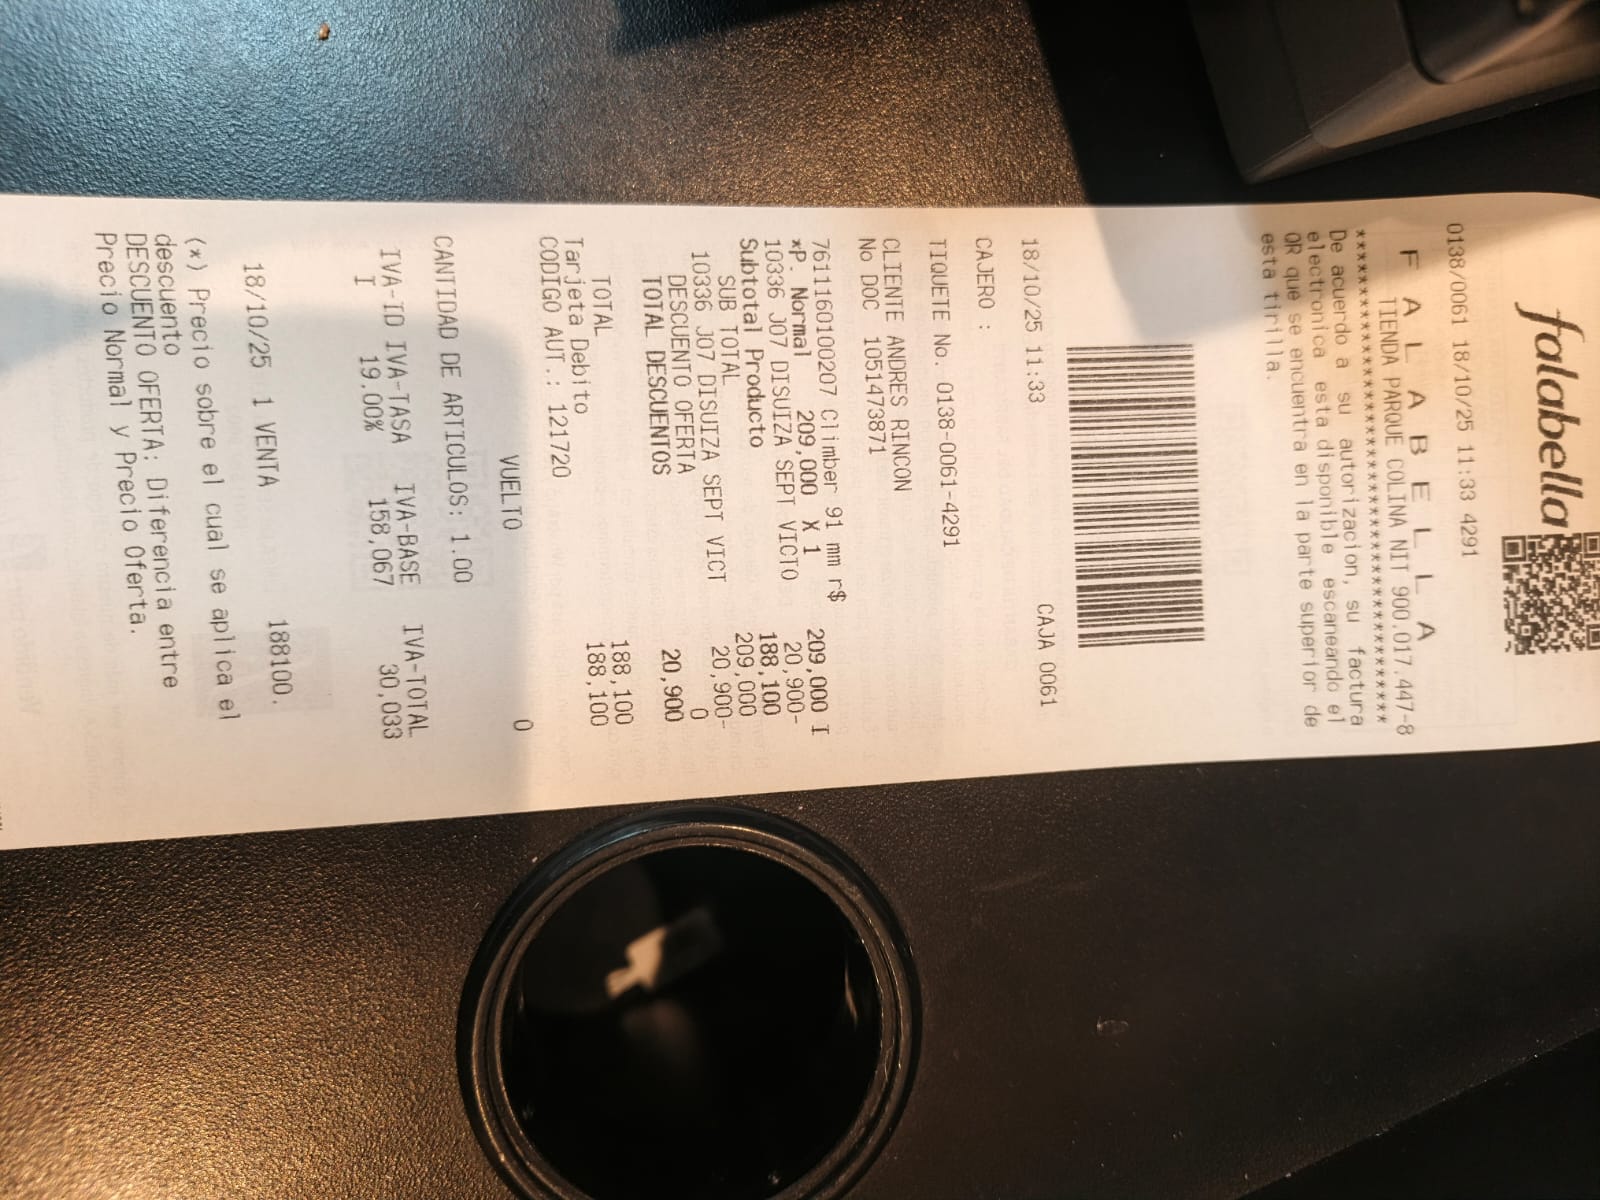 falabella
0138/0061 18/10/25 11:33 4291
F A L A B E L L A
TIENDA PARQUE COLINA NIT 900,017.447-8
****************************************
De acuerdo a su autorizacion, su factura
electronica esta disponible escaneando el
QR que se encuentra en la parte superior de
esta tirilla.
18/10/25 11:33 CAJA 0061
CAJERO :
TIQUETE No. 0138-0061-4291
CLIENTE ANDRES RINCON
No DOC 1051473871
7611160100207 Climber 91 mm r$ 209,000 I
*P. Normal 209,000 X 1 20,900-
10336 J07 DISUIZA SEPT VICTO
Subtotal Producto 188,100
SUB TOTAL 209,000
10336 J07 DISUIZA SEPT VICT 20,900-
DESCUENTO OFERTA 0
TOTAL DESCUENTOS 20,900
TOTAL 188,100
Tarjeta Debito 188,100
CODIGO AUT.: 121720
VUELTO 0
CANTIDAD DE ARTICULOS: 1.00
IVA-ID IVA-TASA IVA-BASE IVA-TOTAL
I 19.00% 158,067 30,033
18/10/25 1 VENTA 188100.
(*) Precio sobre el cual se aplica el
descuento
DESCUENTO OFERTA: Diferencia entre
Precio Normal y Precio Oferta.